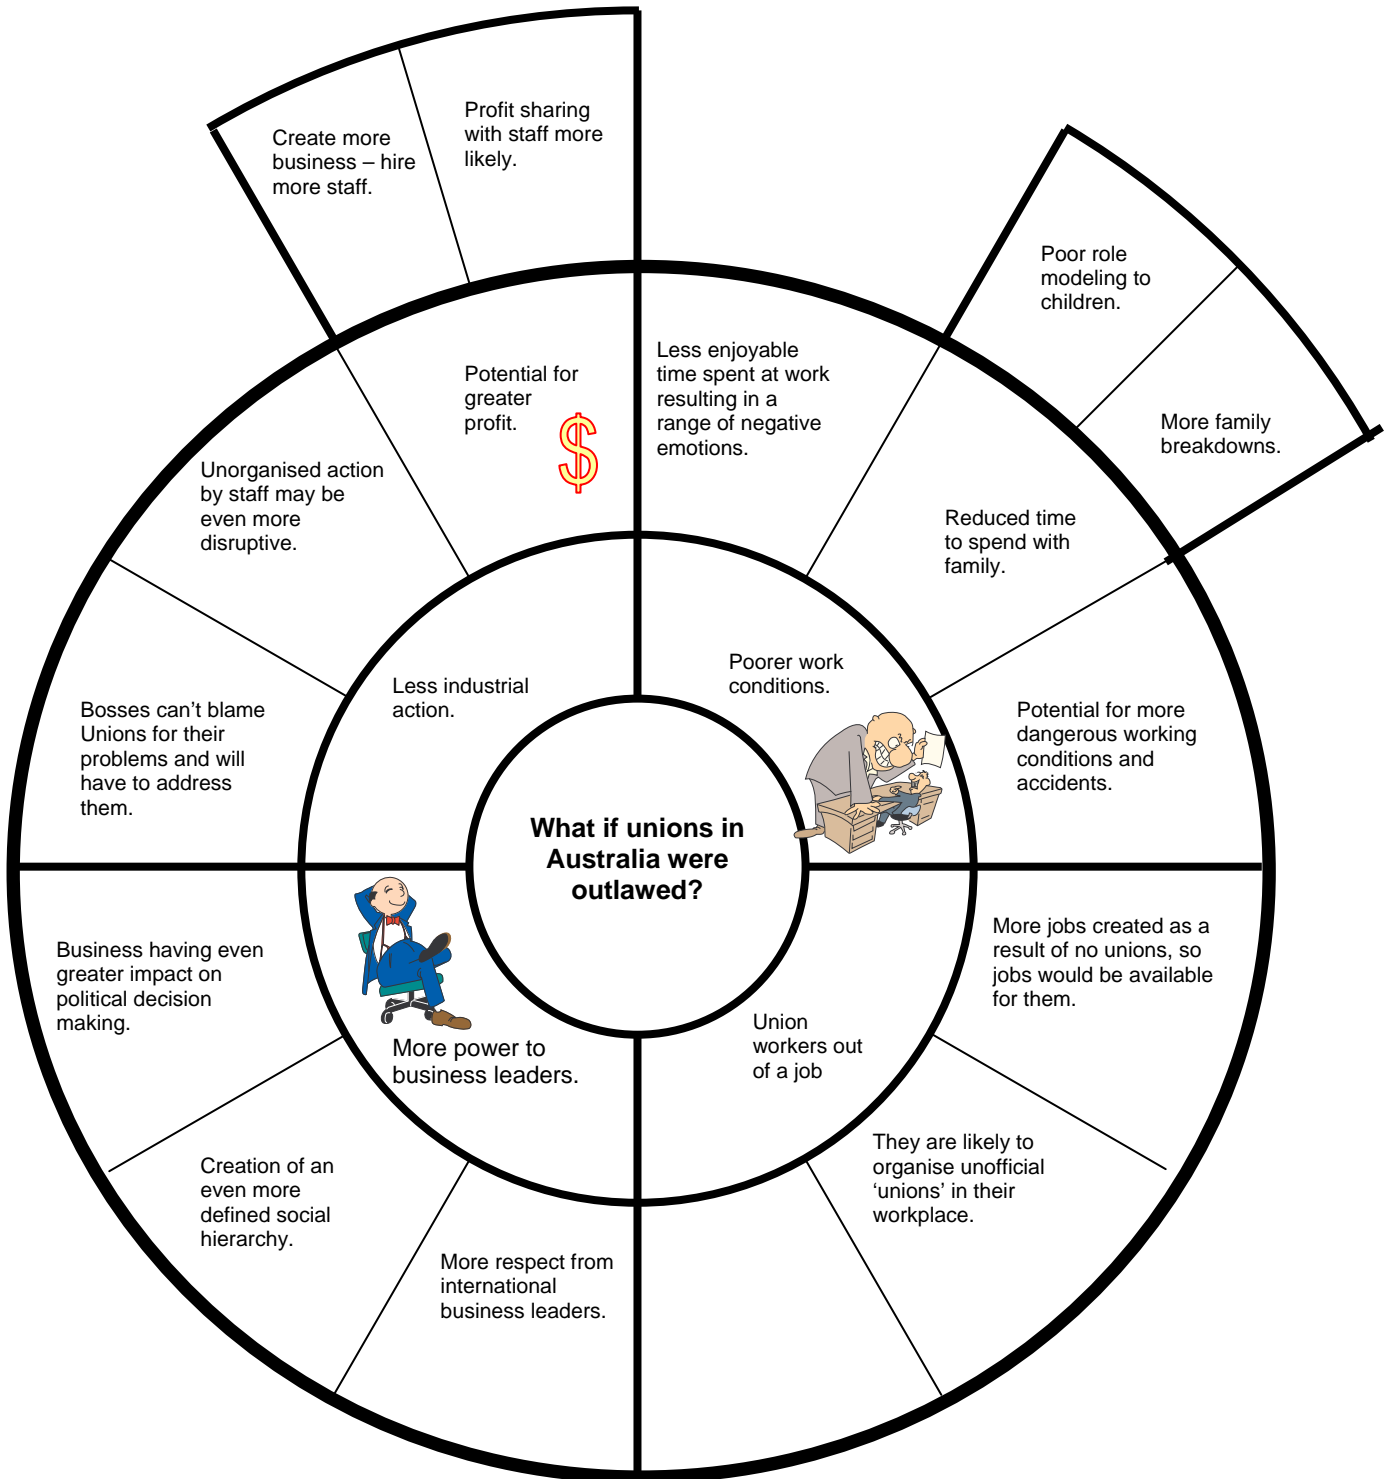 Create more
business – hire
more staff.
Profit sharing
with staff more
likely.
Poor role
modeling to
children.
More family
breakdowns.
Potential for
greater
profit.
$
Less enjoyable
time spent at work
resulting in a
range of negative
emotions.
Unorganised action
by staff may be
even more
disruptive.
Reduced time
to spend with
family.
Bosses can’t blame
Unions for their
problems and will
have to address
them.
Less industrial
action.
Poorer work
conditions.
Potential for more
dangerous working
conditions and
accidents.
What if unions in
Australia were
outlawed?
Business having even
greater impact on
political decision
making.
More power to
business leaders.
Union
workers out
of a job
More jobs created as a
result of no unions, so
jobs would be available
for them.
Creation of an
even more
defined social
hierarchy.
More respect from
international
business leaders.
They are likely to
organise unofficial
‘unions’ in their
workplace.